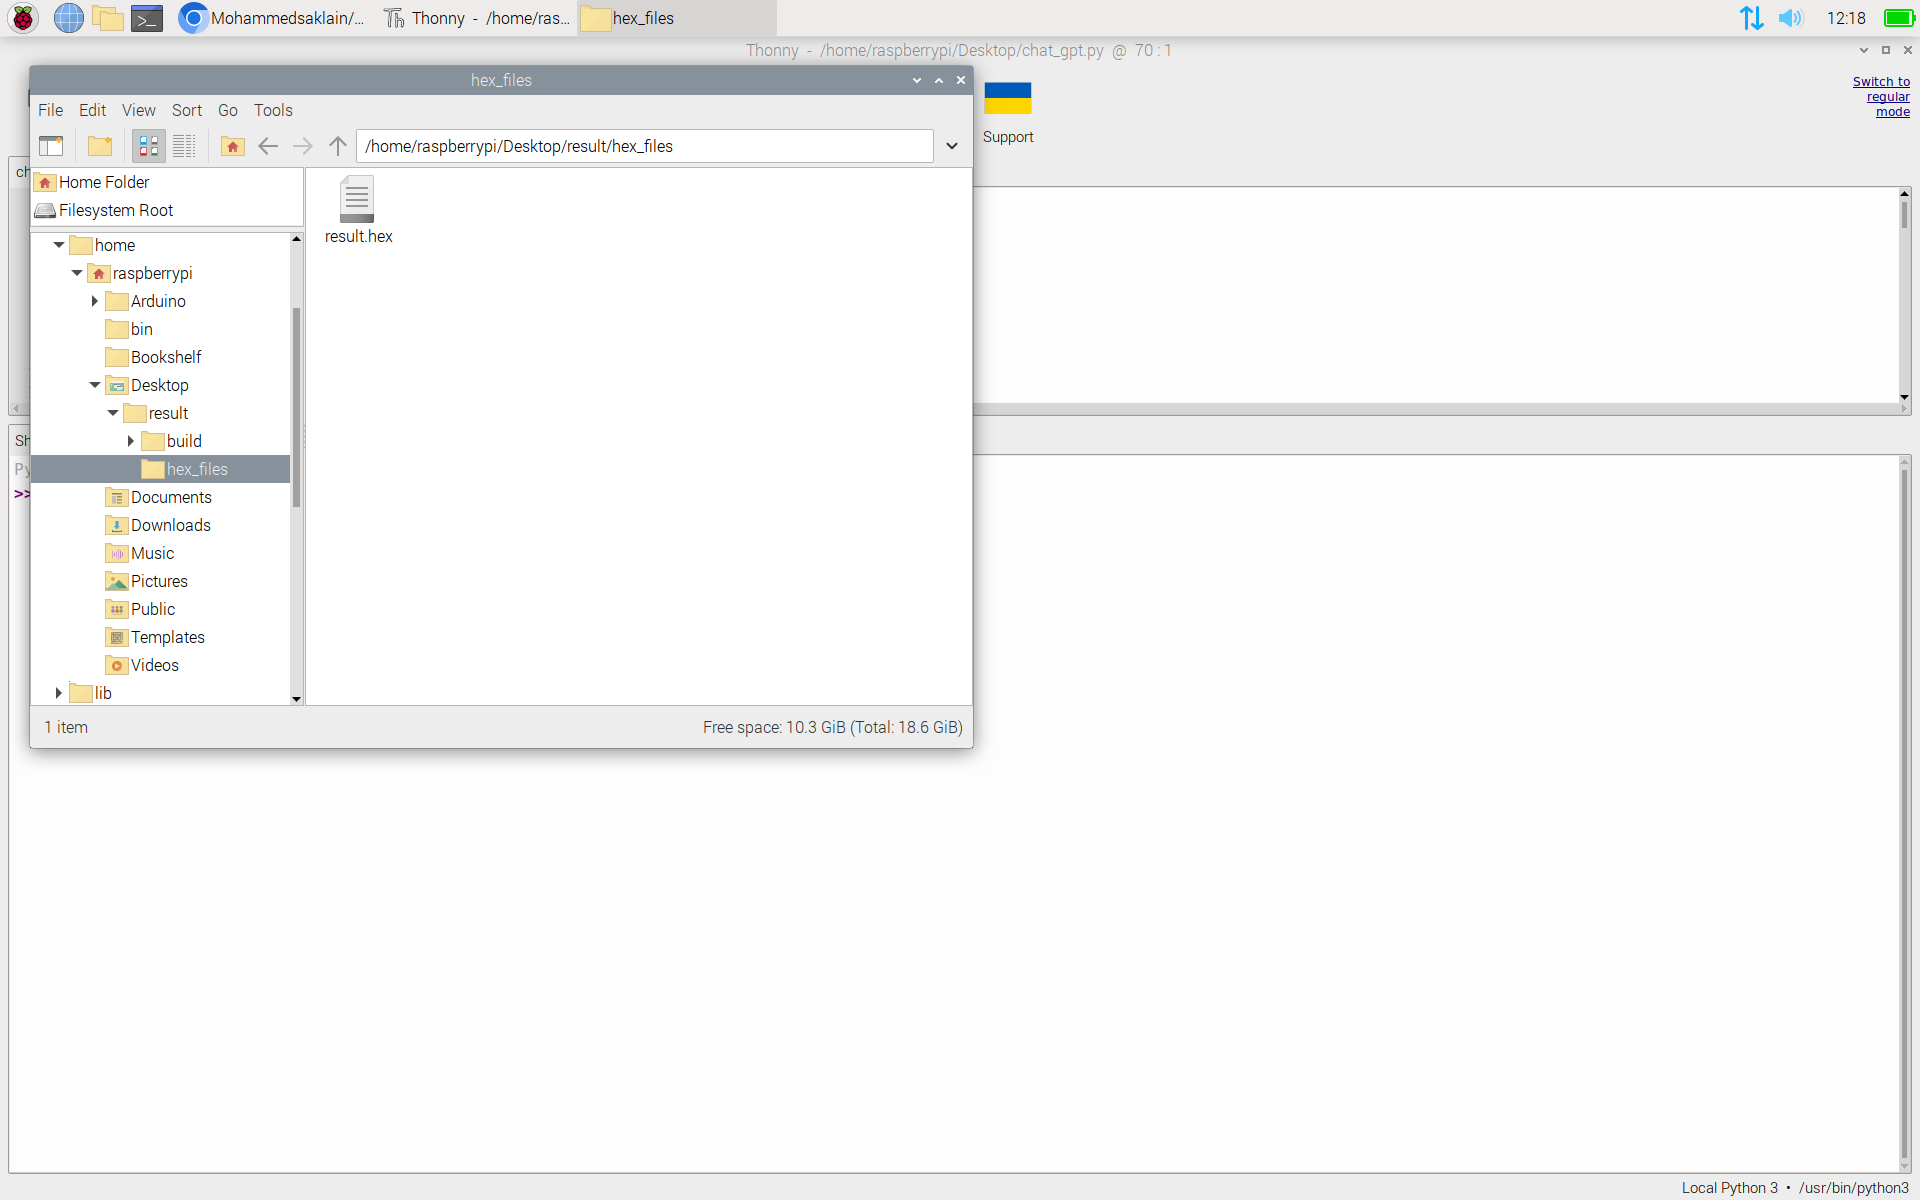 Mohammedsaklain/...
Thonny  -  /home/ras...
hex_files
12:18
Thonny  -  /home/raspberrypi/Desktop/chat_gpt.py  @  70 : 1
hex_files
Switch to
regular
mode
File Edit View Sort Go Tools
Support
/home/raspberrypi/Desktop/result/hex_files
Home Folder
Filesystem Root
home
raspberrypi
Arduino
bin
Bookshelf
Desktop
result
build
hex_files
Documents
Downloads
Music
Pictures
Public
Templates
Videos
lib
result.hex
1 item
Free space: 10.3 GiB (Total: 18.6 GiB)
ch
Sh
Py
>>
Local Python 3  •  /usr/bin/python3